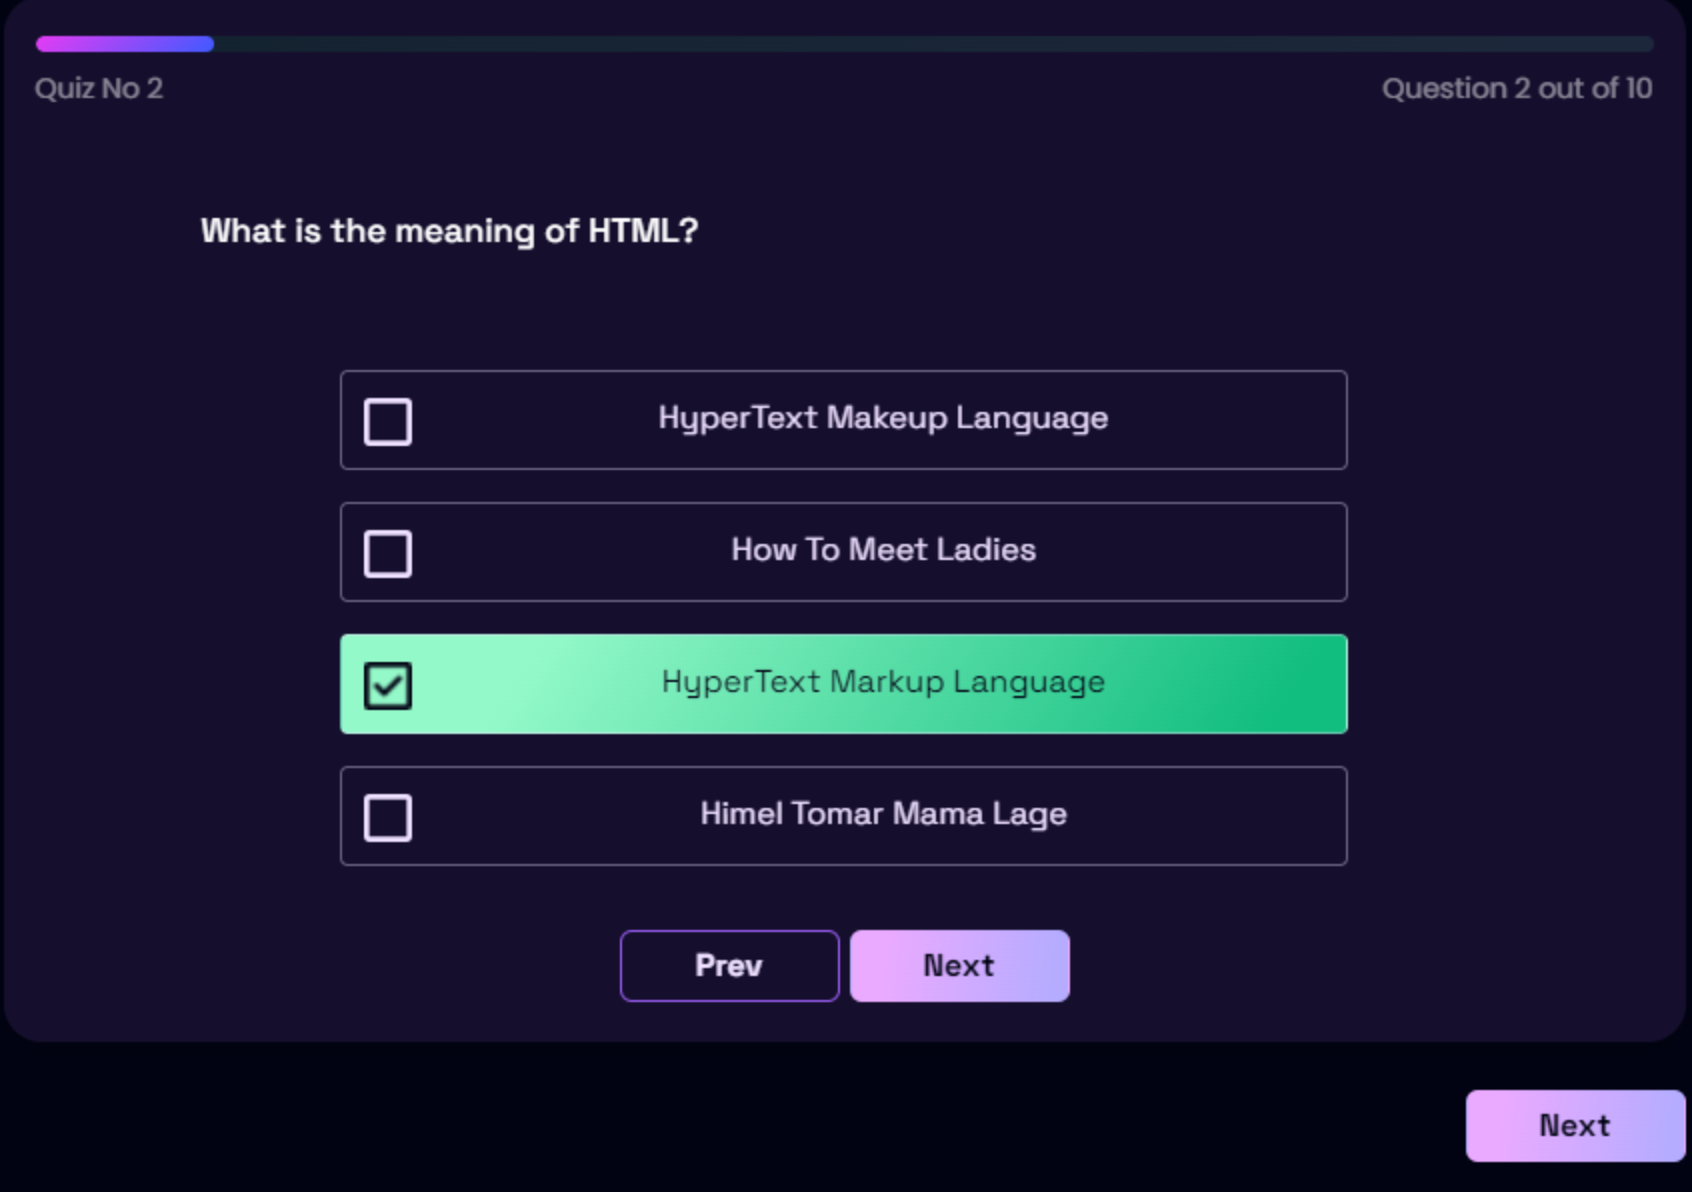 Quiz No 2
Question 2 out of 10
What is the meaning of HTML?
HyperText Makeup Language
How To Meet Ladies
HyperText Markup Language
Himel Tomar Mama Lage
Prev
Next
Next